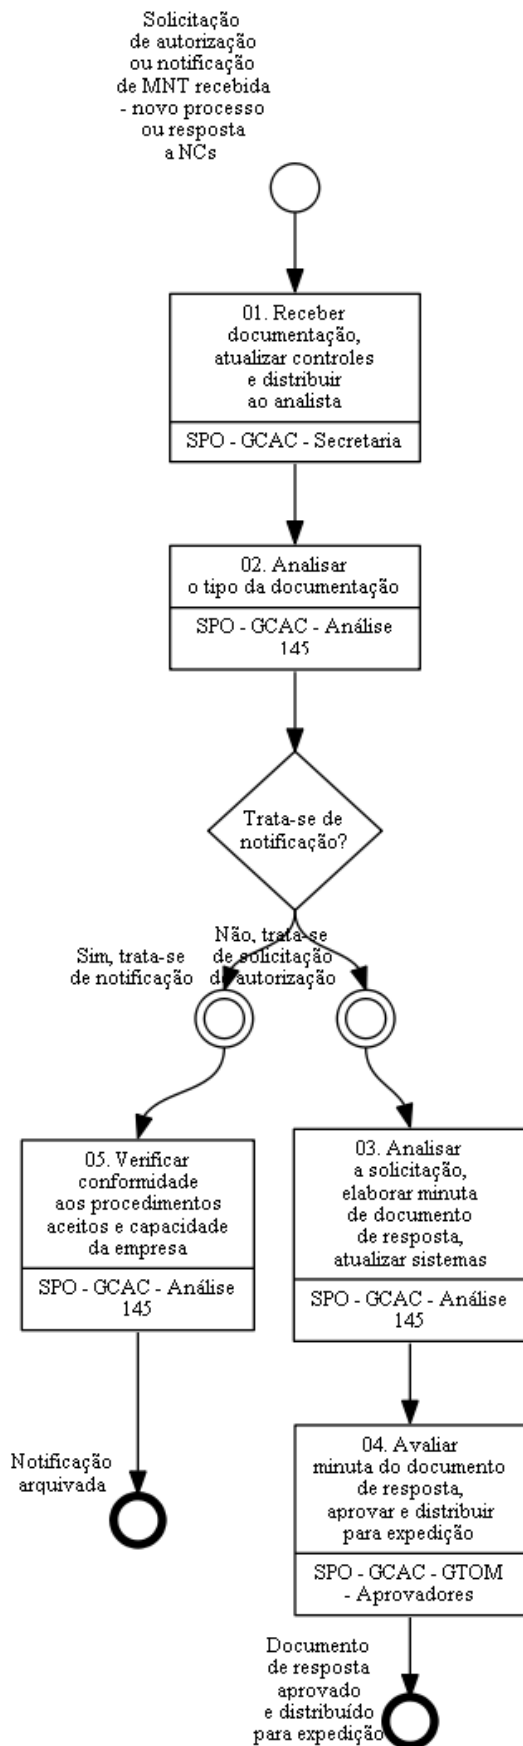 Solicitação
de autorização
ou notificação
de MNT recebida
- novo processo
ou resposta
a NCs
01. Receber
documentação,
atualizar controles
e distribuir
ao analista
SPO - GCAC - Secretaria
02. Analisar
o tipo da documentação
SPO - GCAC - Análise
145
Trata-se de
notificação?
Sim, trata-se
de notificação
Não, trata-se
de solicitação
de autorização
05. Verificar
conformidade
aos procedimentos
aceitos e capacidade
da empresa
SPO - GCAC - Análise
145
03. Analisar
a solicitação,
elaborar minuta
de documento
de resposta,
atualizar sistemas
SPO - GCAC - Análise
145
Notificação
arquivada
04. Avaliar
minuta do documento
de resposta,
aprovar e distribuir
para expedição
SPO - GCAC - GTOM
- Aprovadores
Documento
de resposta
aprovado
e distribuído
para expedição